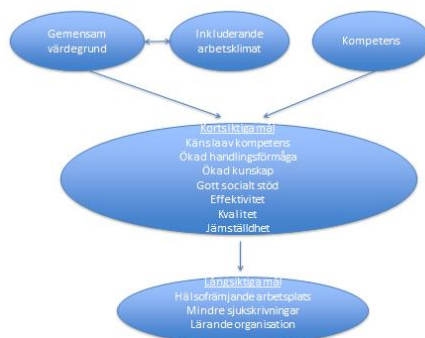 Gemensam
värdegrund
Inkluderande
arbetsklimat
Kompetens
Kortsiktiga mål
Känsla av kompetens
Ökad handlingsförmåga
Ökad kunskap
Gott socialt stöd
Effektivitet
Kvalitet
Jämställdhet
Långsiktiga mål
Hälsofrämjande arbetsplats
Mindre sjukskrivningar
Lärande organisation